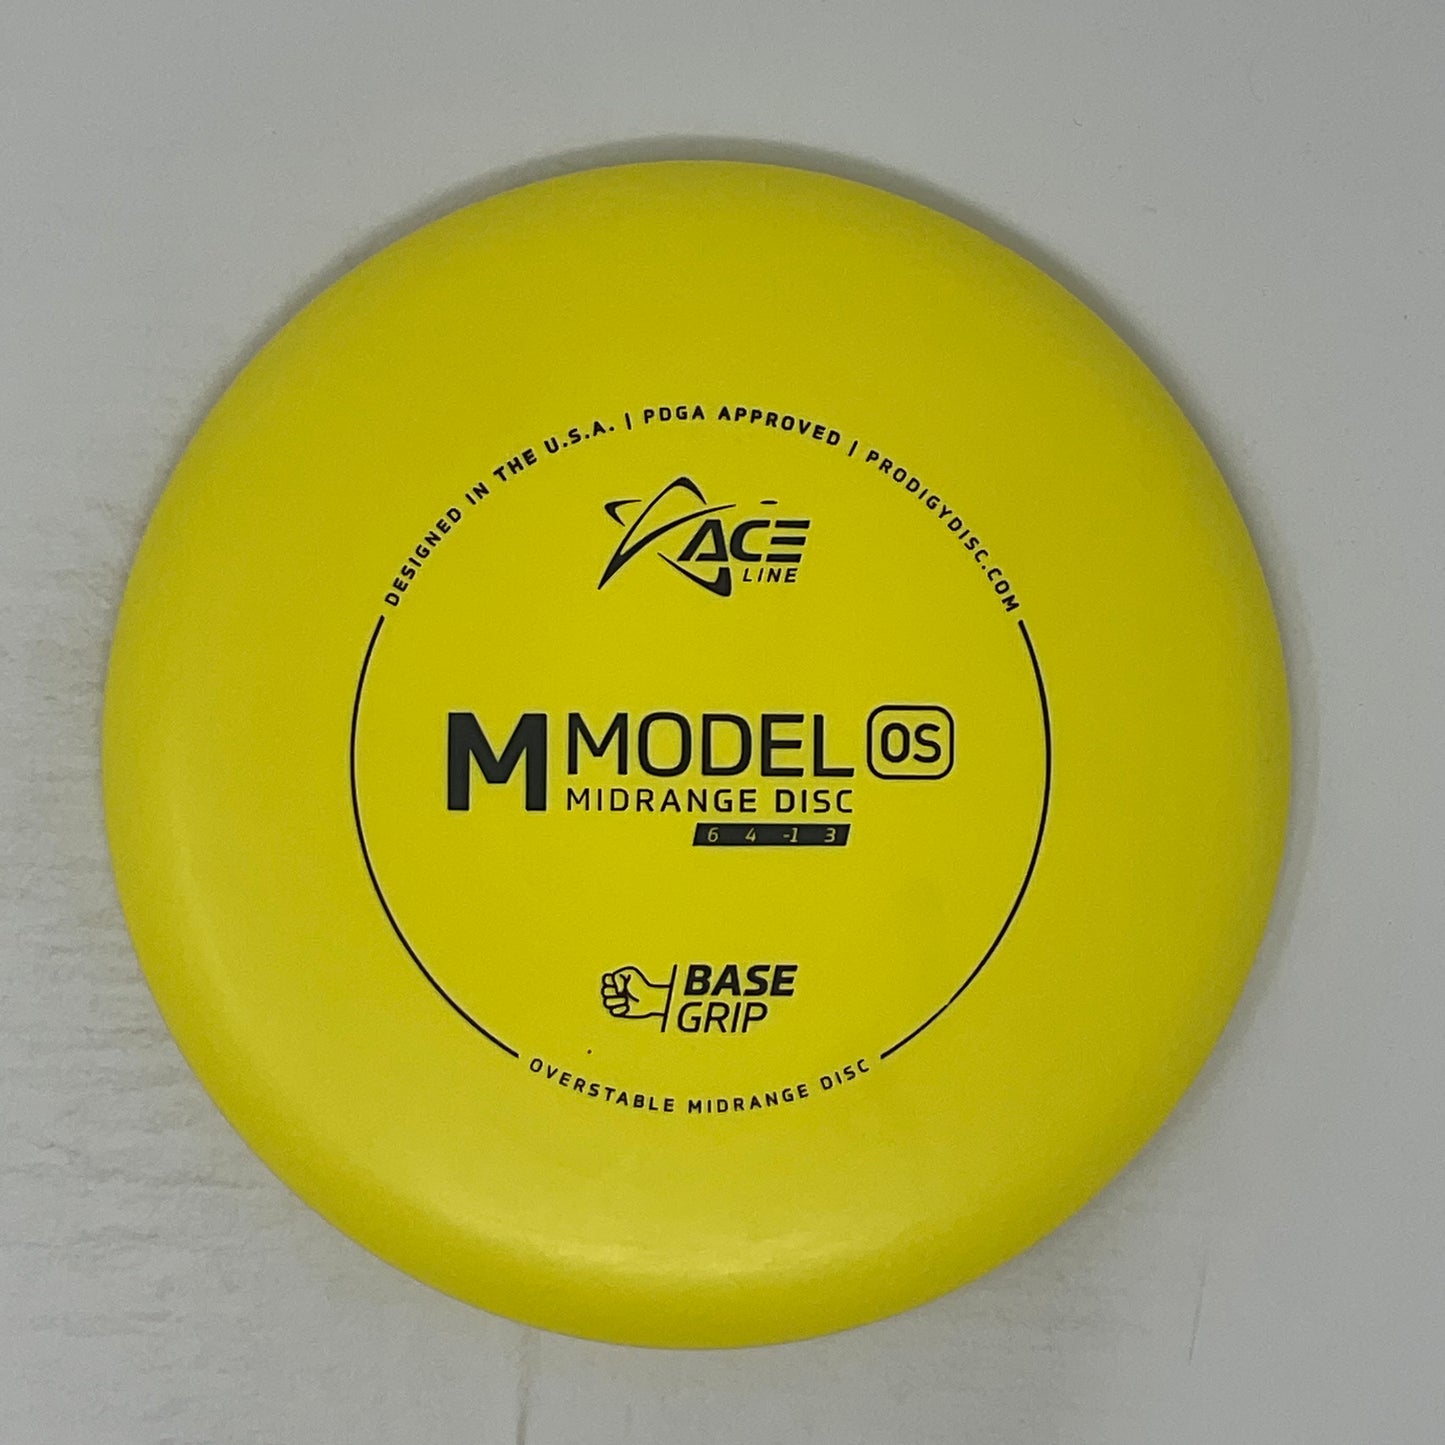 DESIGNED IN THE U.S.A. | PDGA APPROVED | PRODIGYDISC.COM
ACE
LINE
M MODEL OS
MIDRANGE DISC
6 4 -1 3
BASE
GRIP
OVERSTABLE MIDRANGE DISC